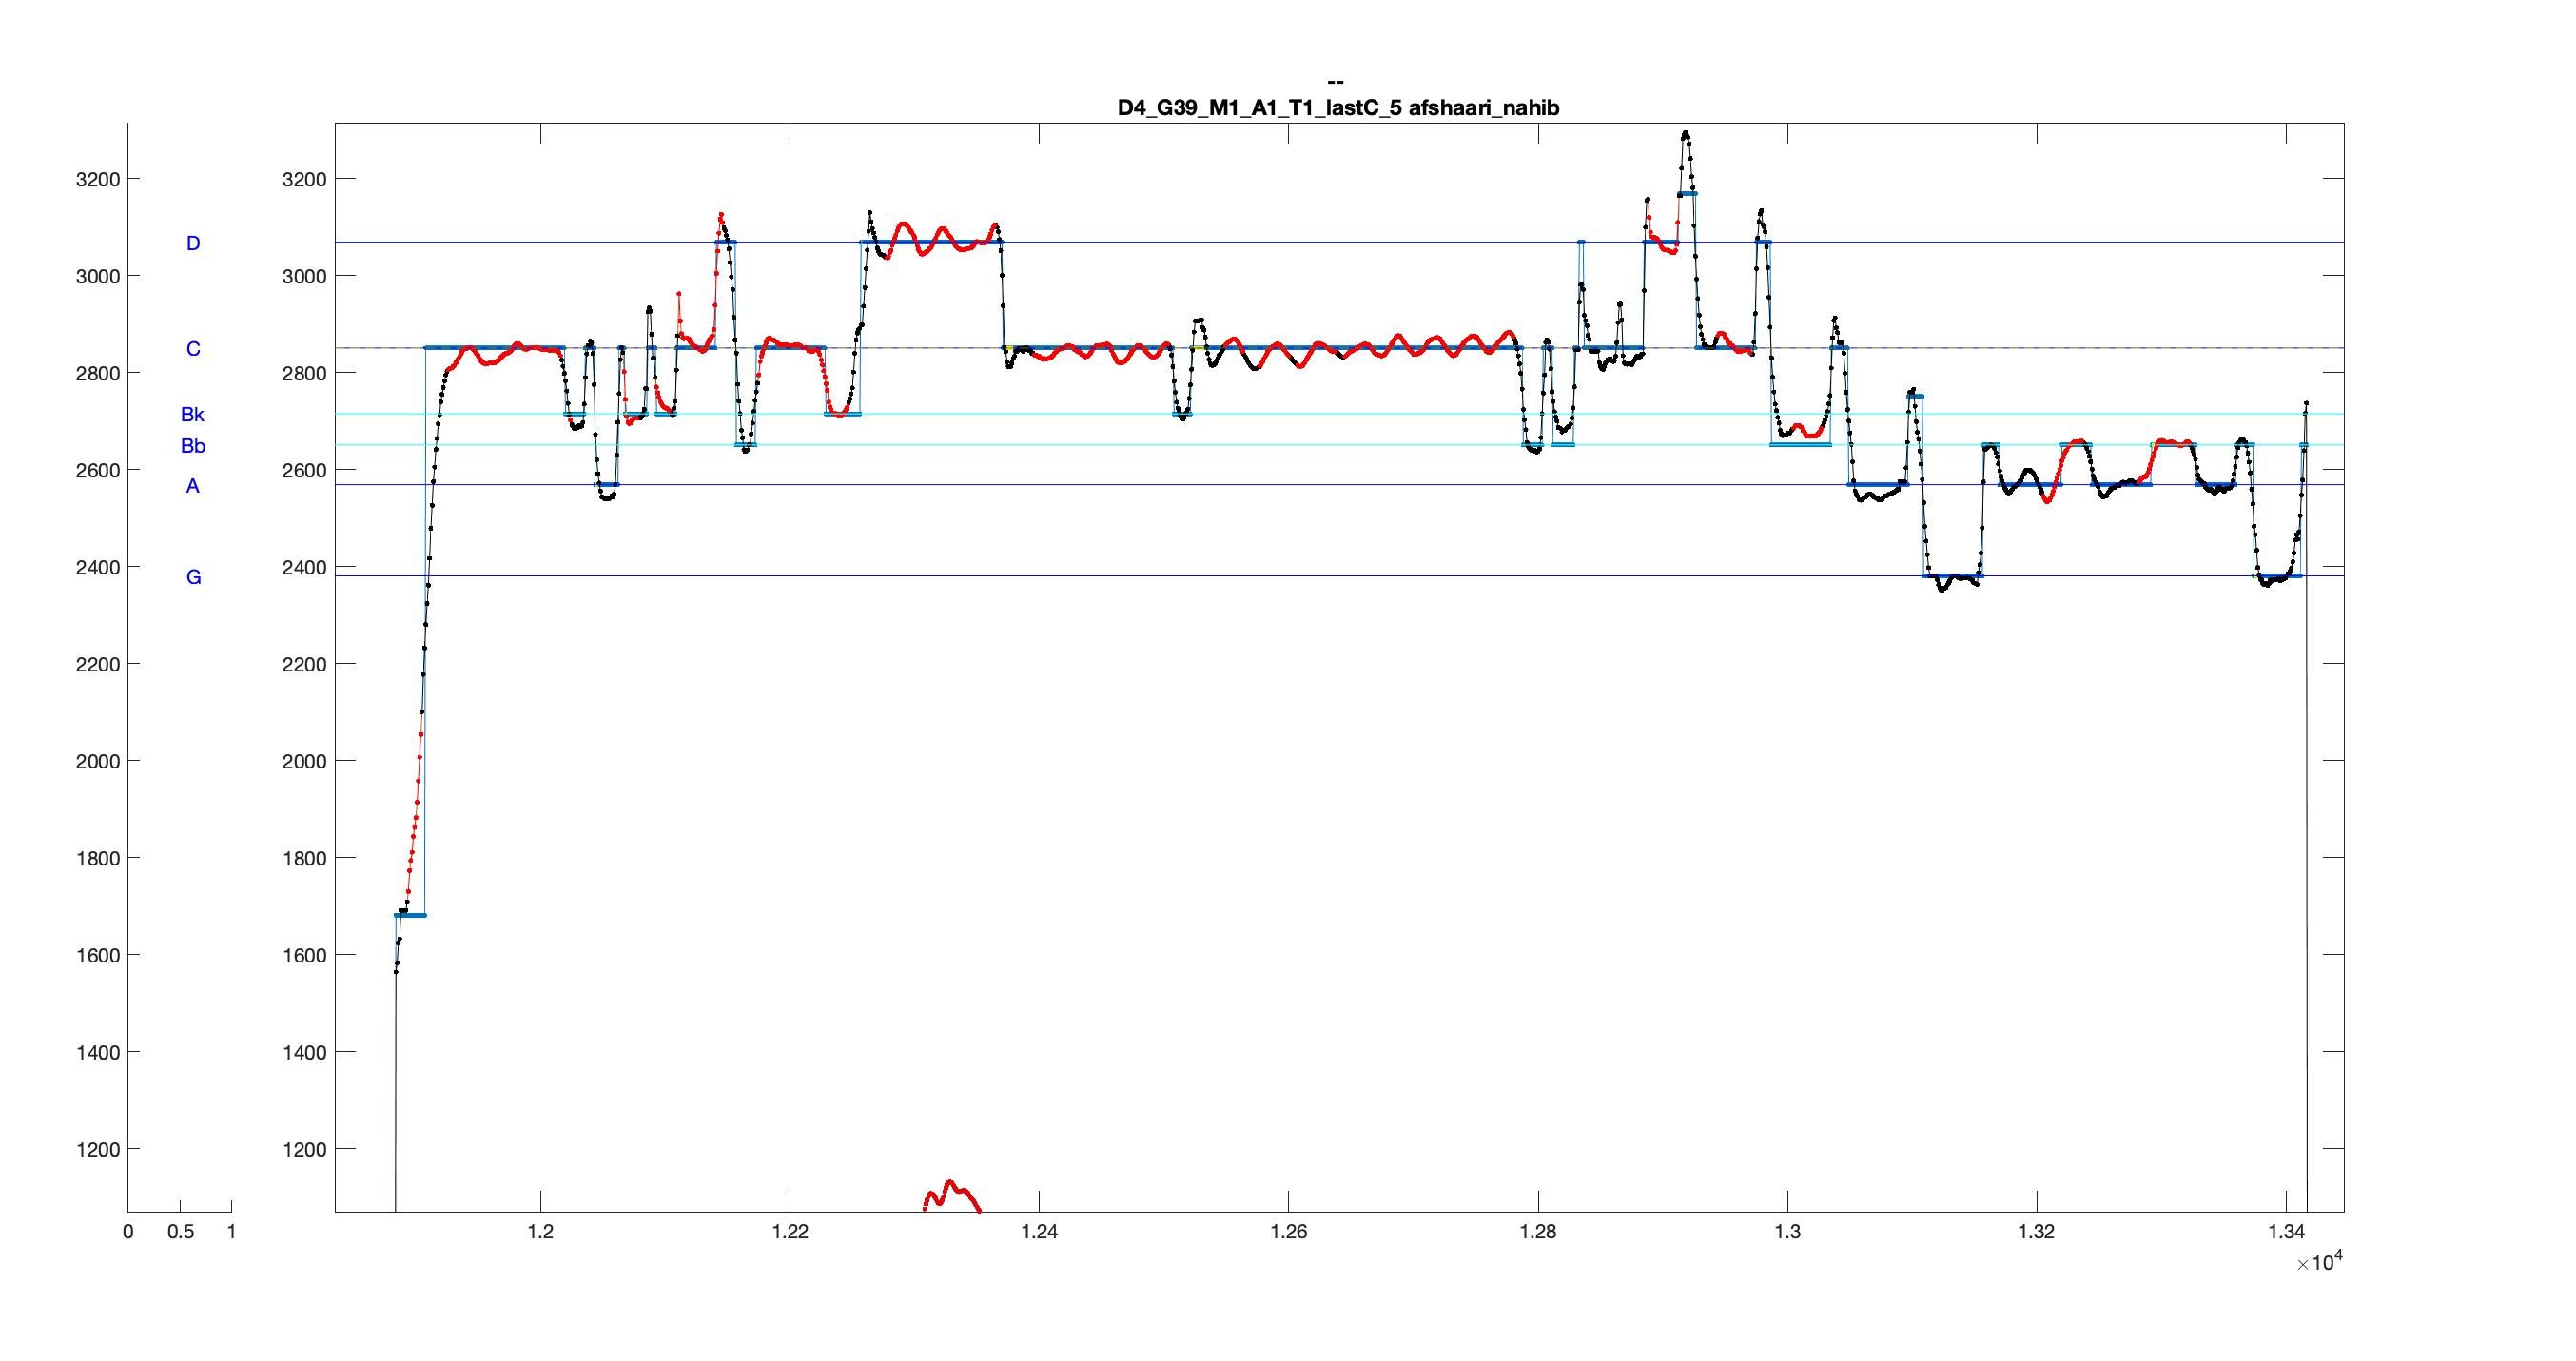 --
D4_G39_M1_A1_T1_lastC_5 afshaari_nahib
3200 3200
D
3000 3000
C
2800 2800
Bk
Bb
2600 2600
A
G
2400 2400
2200 2200
2000 2000
1800 1800
1600 1600
1400 1400
1200 1200
0 0.5 1 1.2 1.22 1.24 1.26 1.28 1.3 1.32 1.34
×10⁴